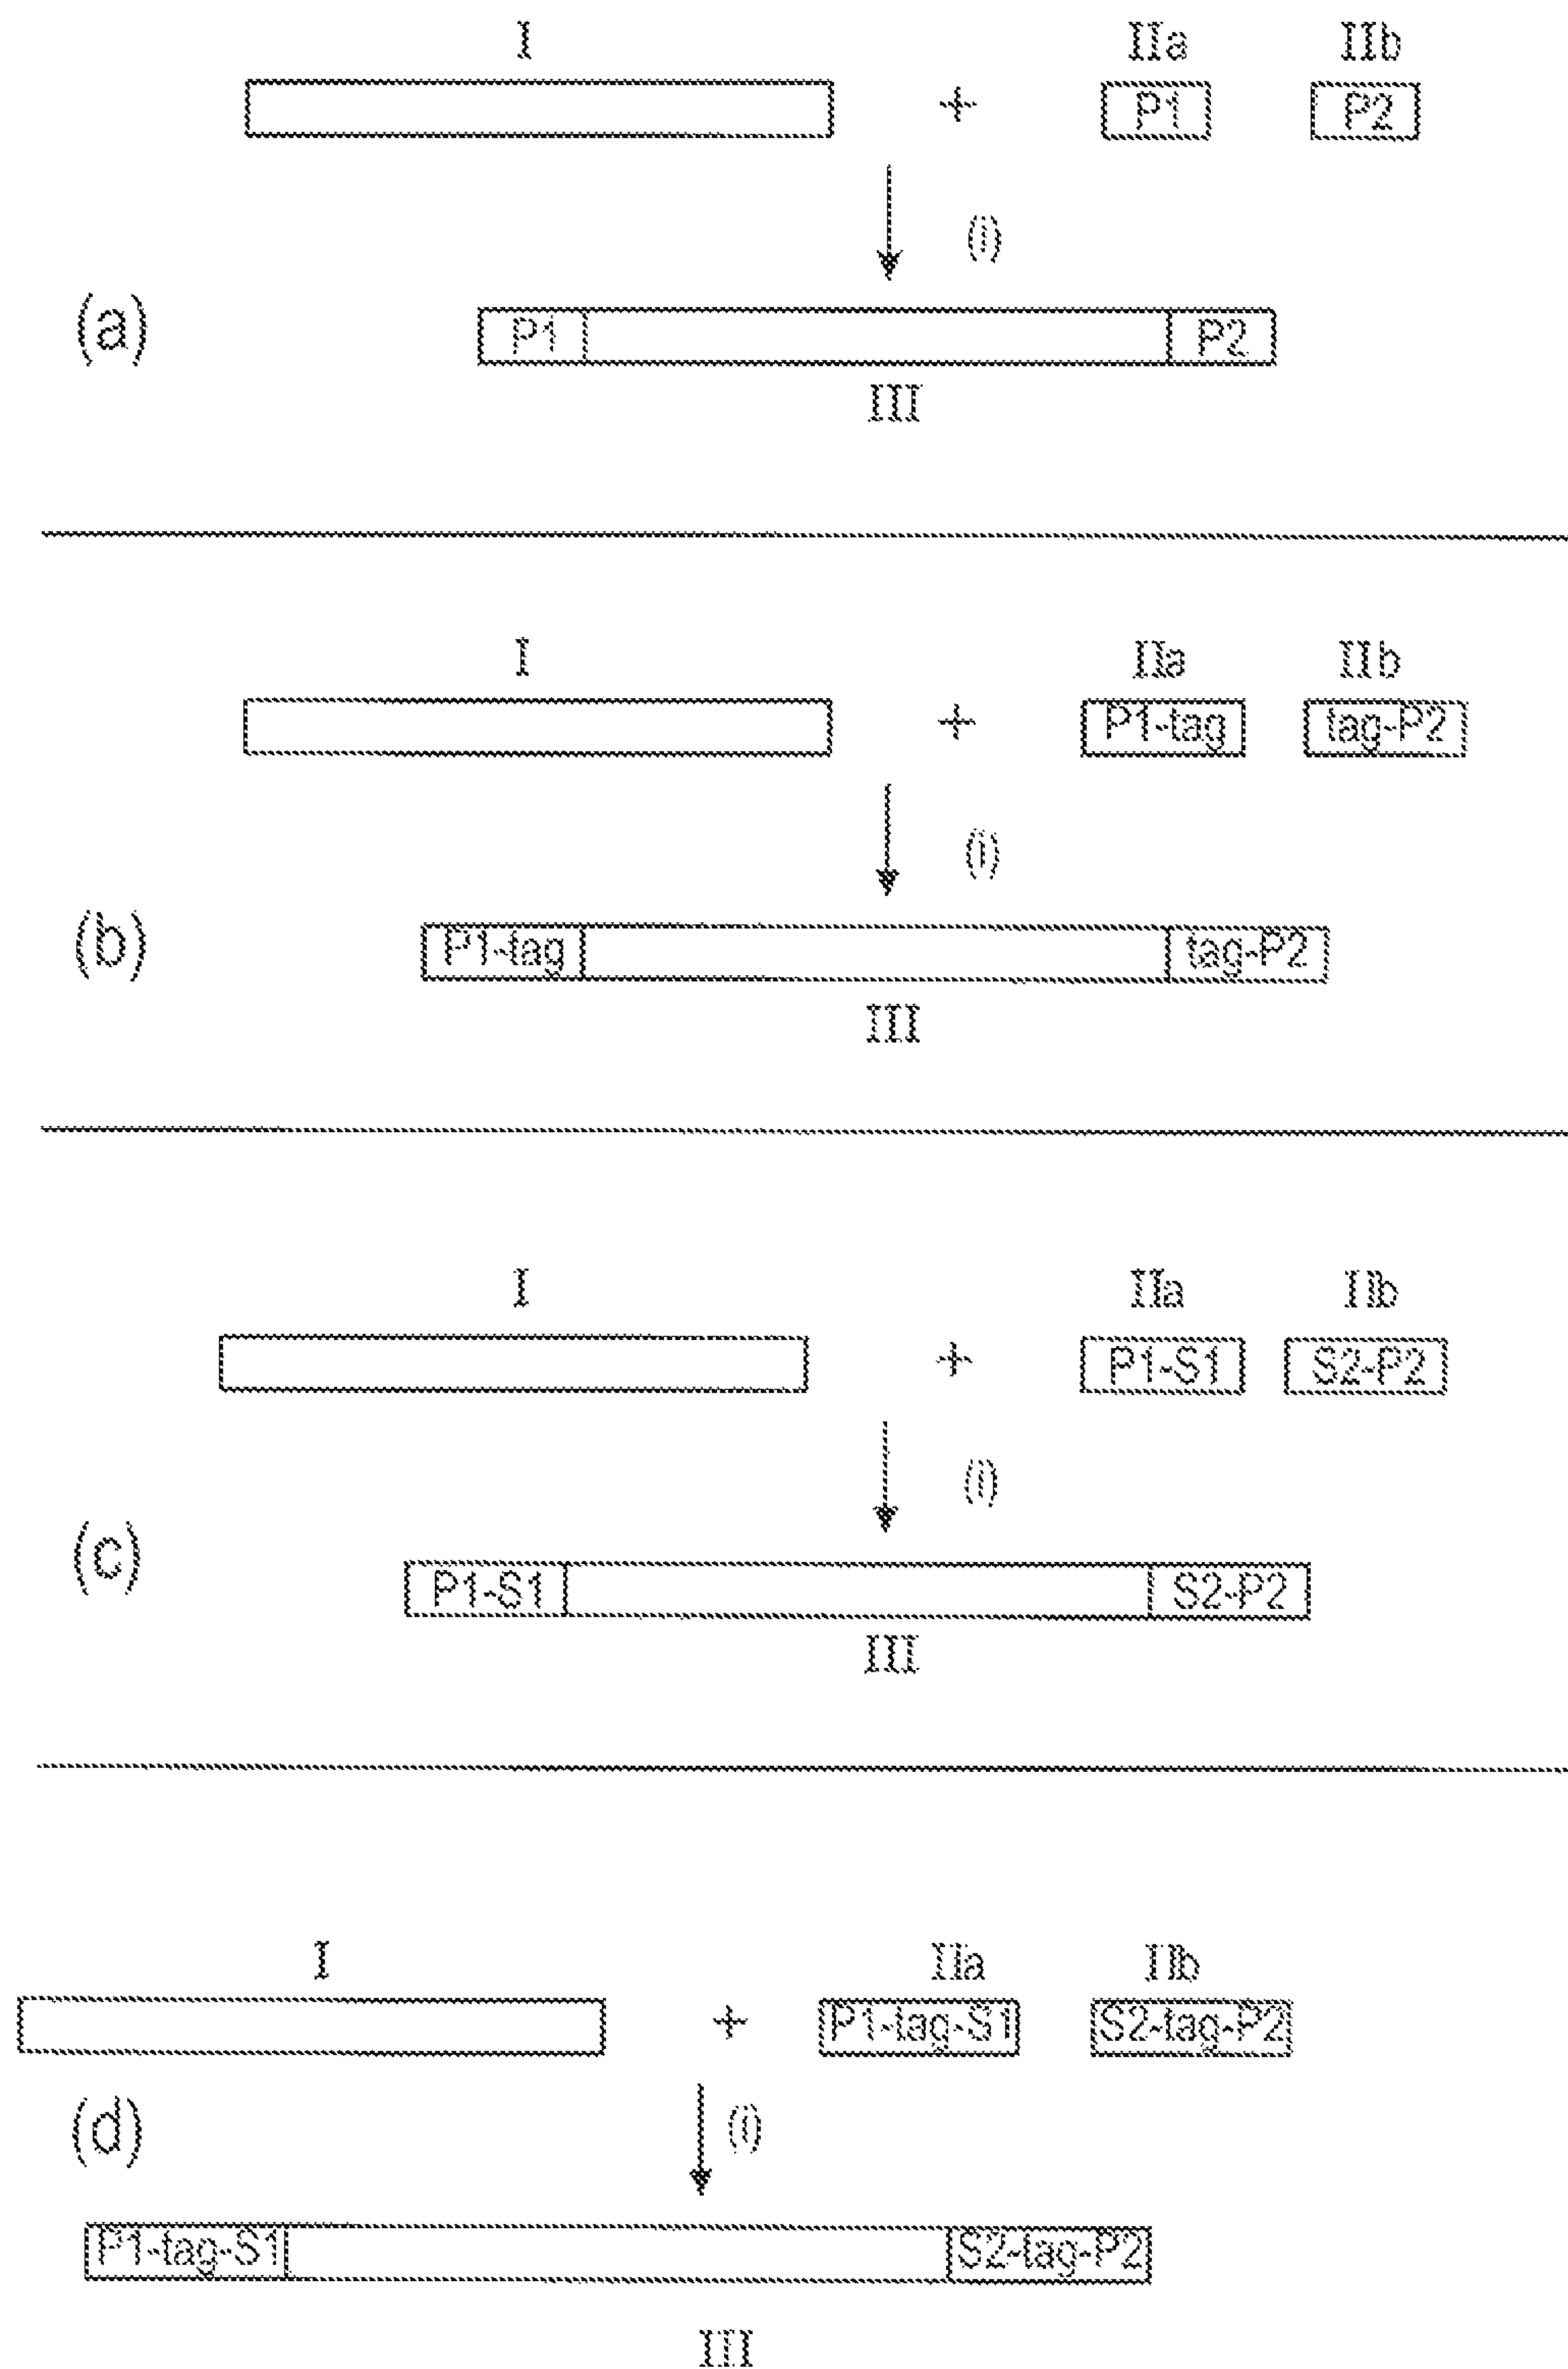 I IIa IIb
+ P1 P2
(i)
(a)
P1 P2
III
I IIa IIb
+ P1-tag tag-P2
(i)
(b)
P1-tag tag-P2
III
I IIa IIb
+ P1-S1 S2-P2
(i)
(c)
P1-S1 S2-P2
III
I IIa IIb
+ P1-tag-S1 S2-tag-P2
(d) (i)
P1-tag-S1 S2-tag-P2
III